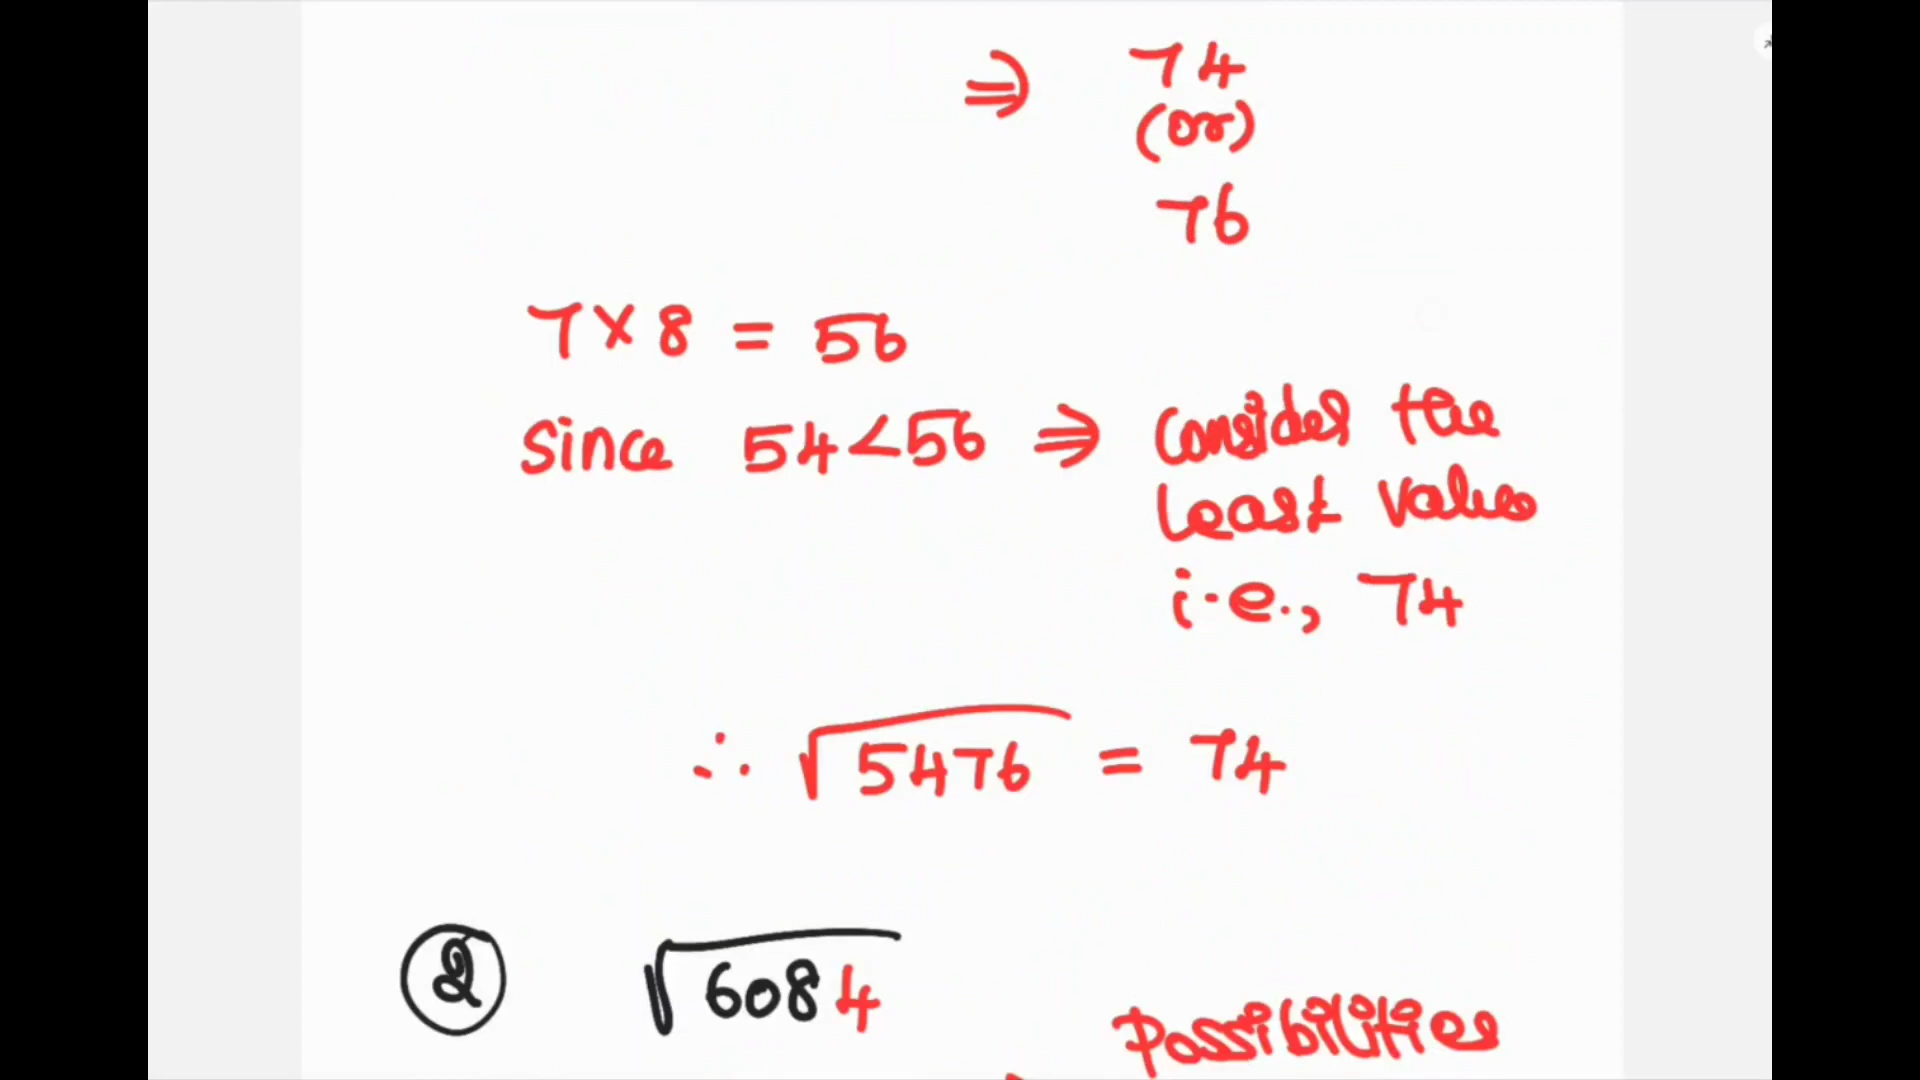 ⇒ 74
(or)
76
7 × 8 = 56
since 54 < 56 ⇒ consider the
least value
i.e., 74
∴ √5476 = 74
② √6084
possibilities